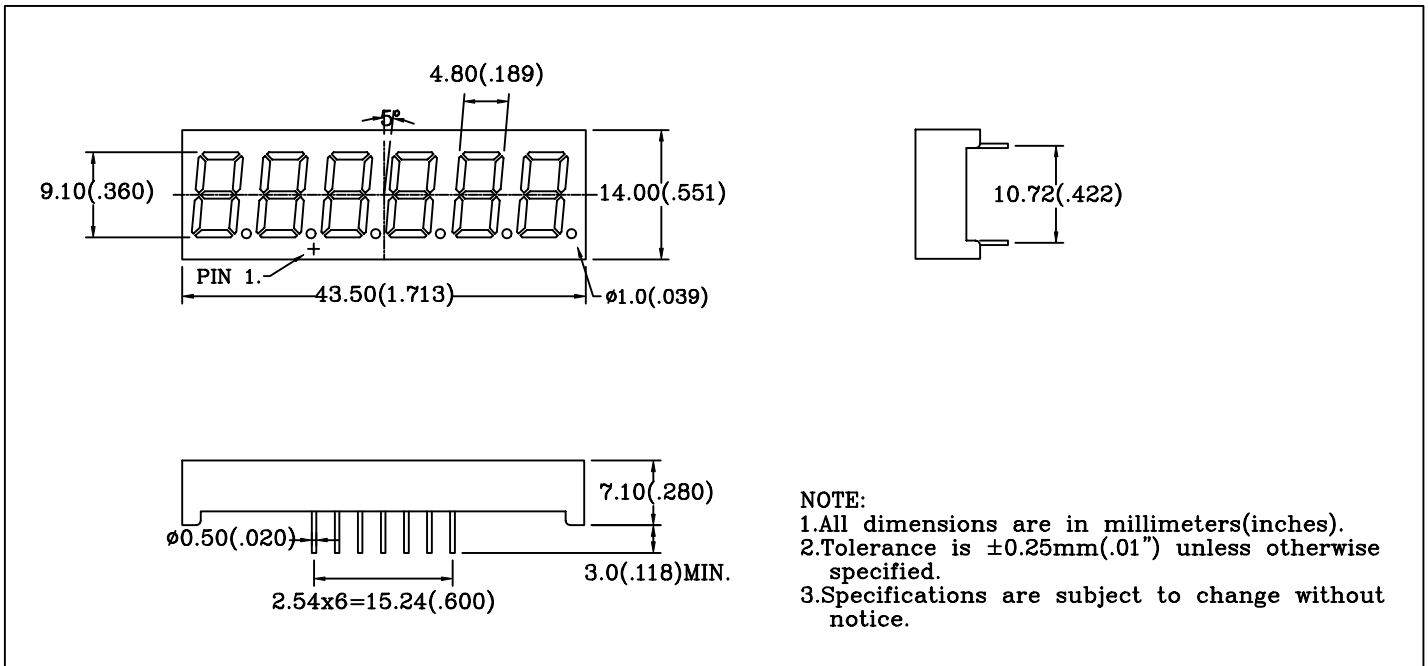 4.80(.189)
5°
9.10(.360)
14.00(.551)
10.72(.422)
PIN 1.
43.50(1.713)
ø1.0(.039)
7.10(.280)
ø0.50(.020)
3.0(.118)MIN.
2.54x6=15.24(.600)
NOTE:
1.All dimensions are in millimeters(inches).
2.Tolerance is ±0.25mm(.01") unless otherwise
specified.
3.Specifications are subject to change without
notice.